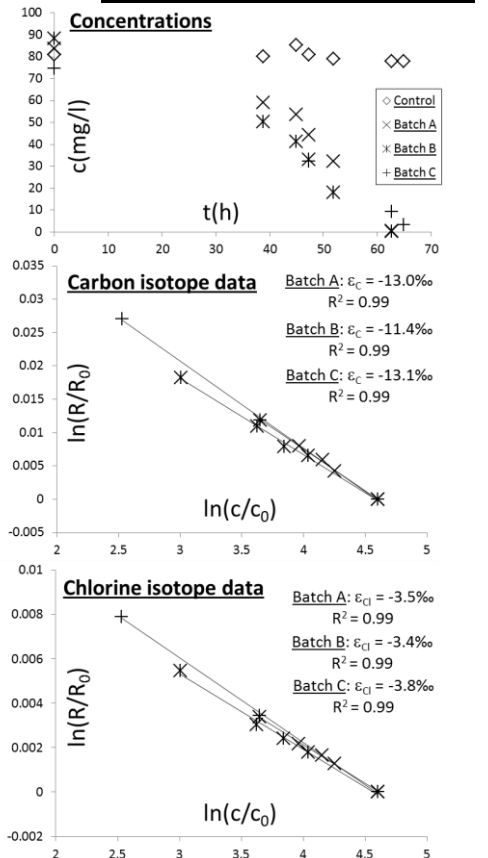 Concentrations
100
90
80
70
60
50
40
30
20
10
0
c(mg/l)
t(h)
Control
Batch A
Batch B
Batch C
0 10 20 30 40 50 60 70
Carbon isotope data
Batch A: εC = -13.0‰
R² = 0.99
Batch B: εC = -11.4‰
R² = 0.99
Batch C: εC = -13.1‰
R² = 0.99
0.035
0.03
0.025
0.02
0.015
0.01
0.005
0
-0.005
ln(R/R₀)
ln(c/c₀)
2 2.5 3 3.5 4 4.5 5
Chlorine isotope data
Batch A: εCl = -3.5‰
R² = 0.99
Batch B: εCl = -3.4‰
R² = 0.99
Batch C: εCl = -3.8‰
R² = 0.99
0.01
0.008
0.006
0.004
0.002
0
-0.002
ln(R/R₀)
ln(c/c₀)
2 2.5 3 3.5 4 4.5 5